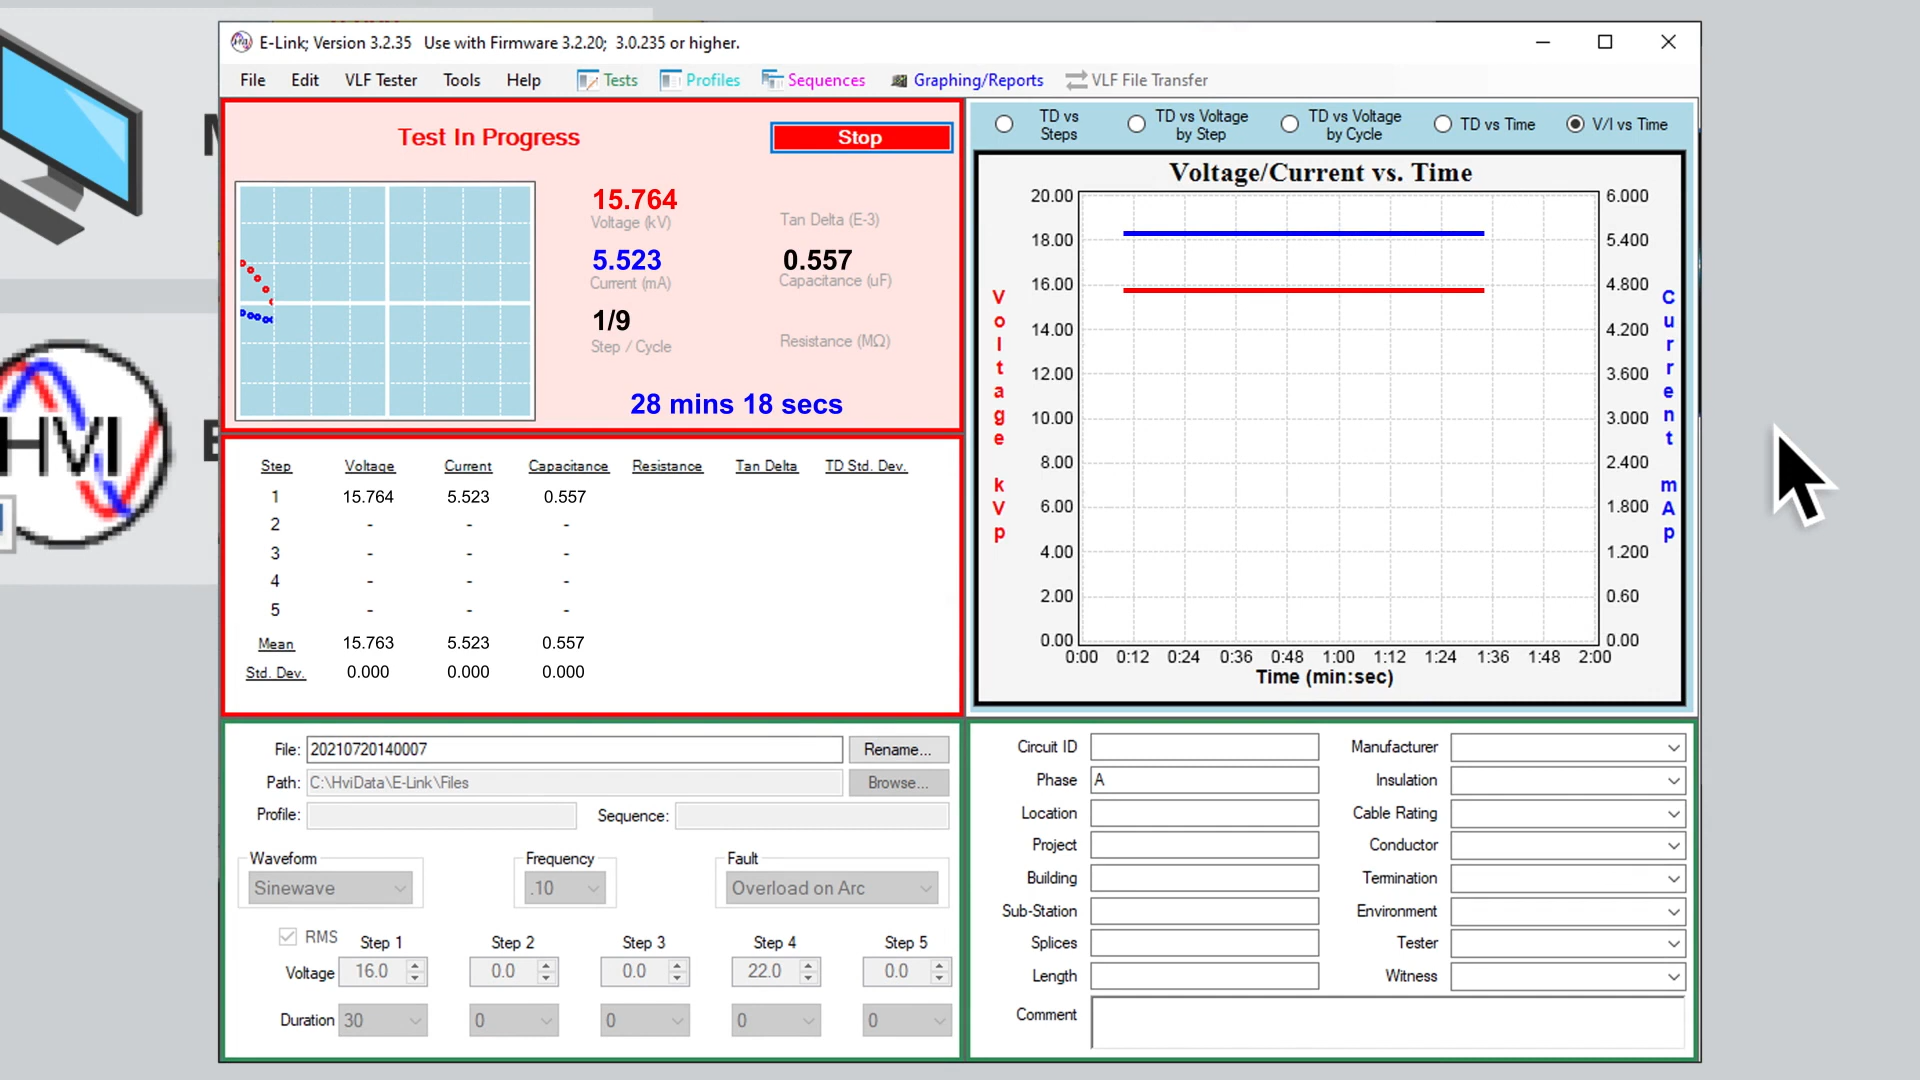 E-Link; Version 3.2.35 Use with Firmware 3.2.20; 3.0.235 or higher.
File Edit VLF Tester Tools Help Tests Profiles Sequences Graphing/Reports VLF File Transfer
Test In Progress
Stop
15.764
Voltage (kV)
Tan Delta (E-3)
5.523
Current (mA)
0.557
Capacitance (uF)
1/9
Step / Cycle
Resistance (MΩ)
28 mins 18 secs
Step Voltage Current Capacitance Resistance Tan Delta TD Std. Dev.
1 15.764 5.523 0.557
2 - - -
3 - - -
4 - - -
5 - - -
Mean 15.763 5.523 0.557
Std. Dev. 0.000 0.000 0.000
TD vs Steps
TD vs Voltage by Step
TD vs Voltage by Cycle
TD vs Time
V/I vs Time
Voltage/Current vs. Time
20.00 6.000
18.00 5.400
16.00 4.800
14.00 4.200
12.00 3.600
10.00 3.000
8.00 2.400
6.00 1.800
4.00 1.200
2.00 0.60
0.00 0.00
Voltage kVp
Current mAp
0:00 0:12 0:24 0:36 0:48 1:00 1:12 1:24 1:36 1:48 2:00
Time (min:sec)
File: 20210720140007 Rename...
Path: C:\HviData\E-Link\Files Browse...
Profile: Sequence:
Waveform Frequency Fault
Sinewave .10 Overload on Arc
RMS Step 1 Step 2 Step 3 Step 4 Step 5
Voltage 16.0 0.0 0.0 22.0 0.0
Duration 30 0 0 0 0
Circuit ID Manufacturer
Phase A Insulation
Location Cable Rating
Project Conductor
Building Termination
Sub-Station Environment
Splices Tester
Length Witness
Comment
HVI